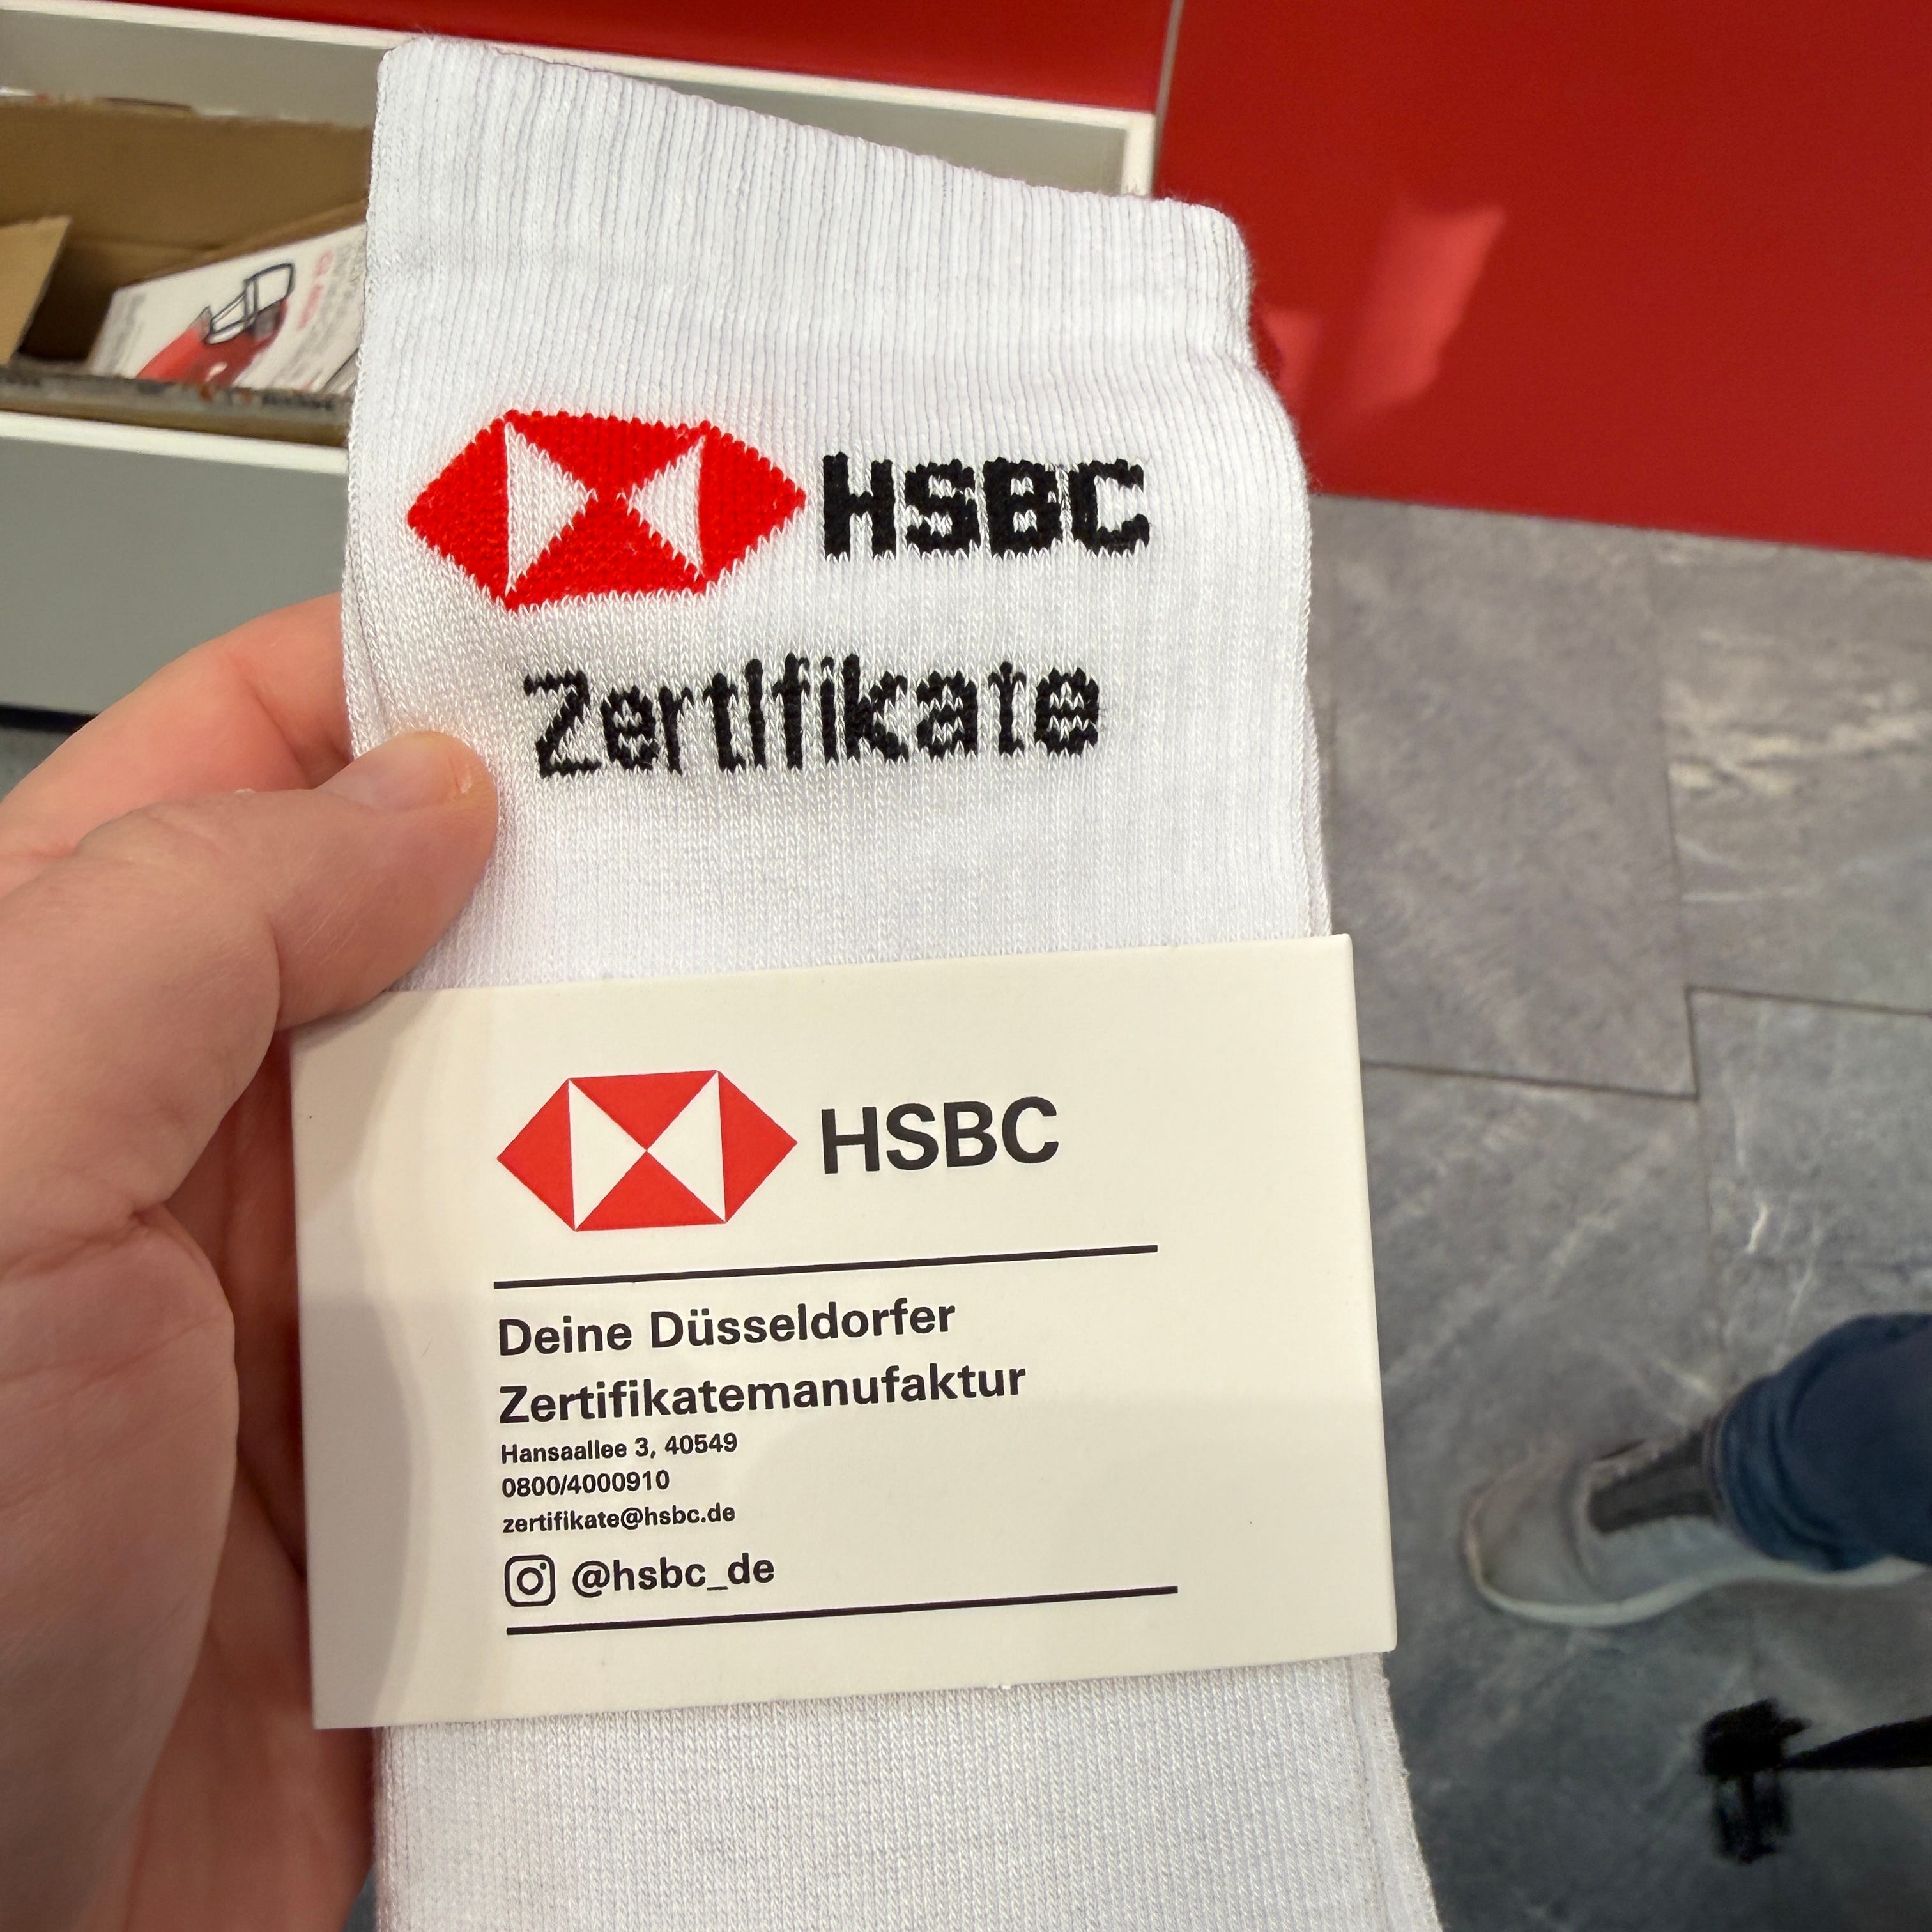 HSBC
Zertifikate
HSBC
Deine Düsseldorfer
Zertifikatemanufaktur
Hansaallee 3, 40549
0800/4000910
zertifikate@hsbc.de
@hsbc_de